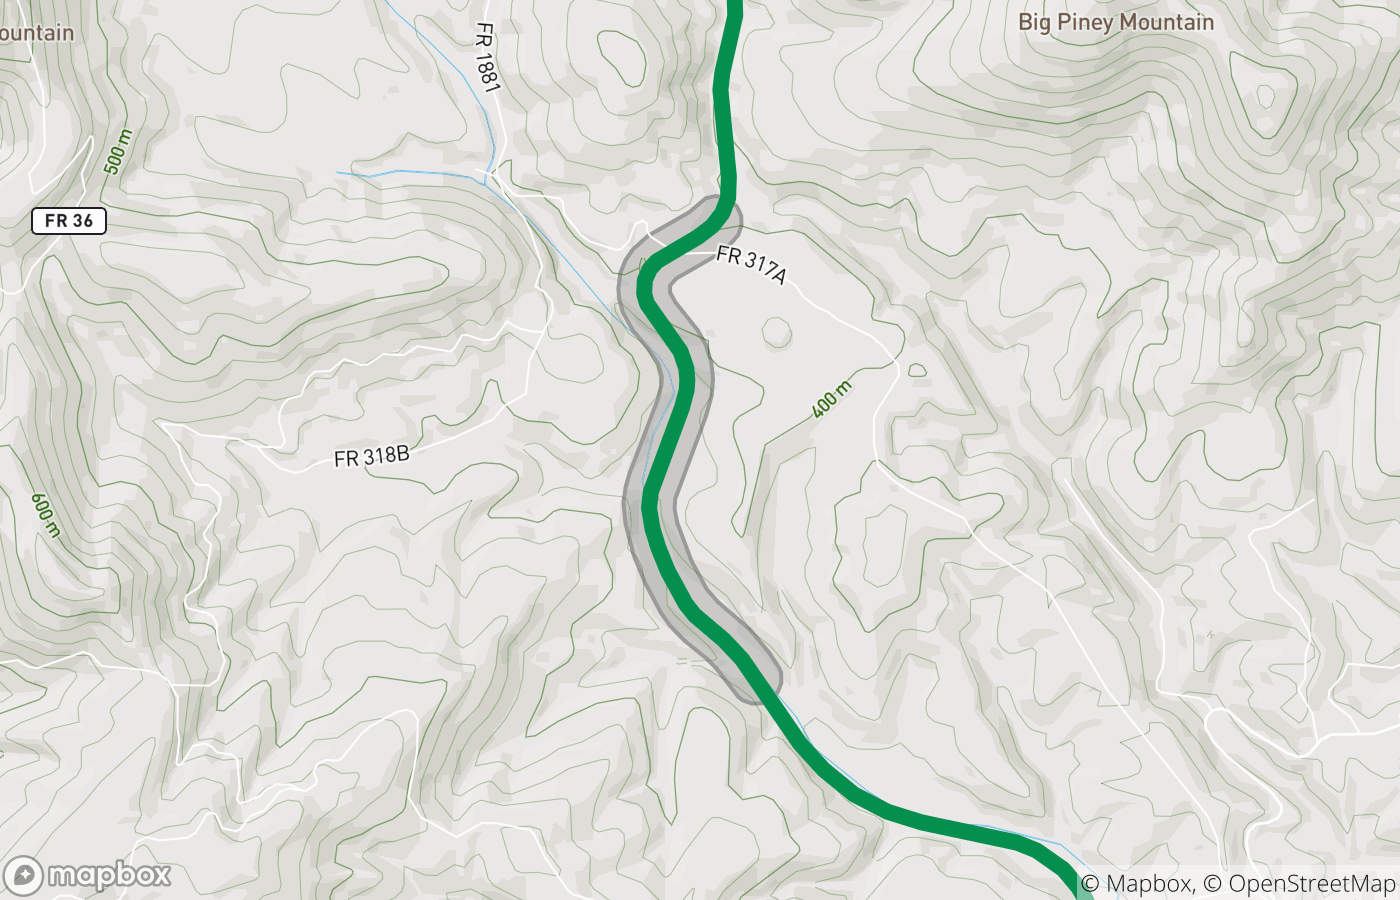 Big Piney Mountain
ountain
FR 1881
500 m
FR 36
FR 317A
400 m
FR 318B
600 m
mapbox
© Mapbox, © OpenStreetMap